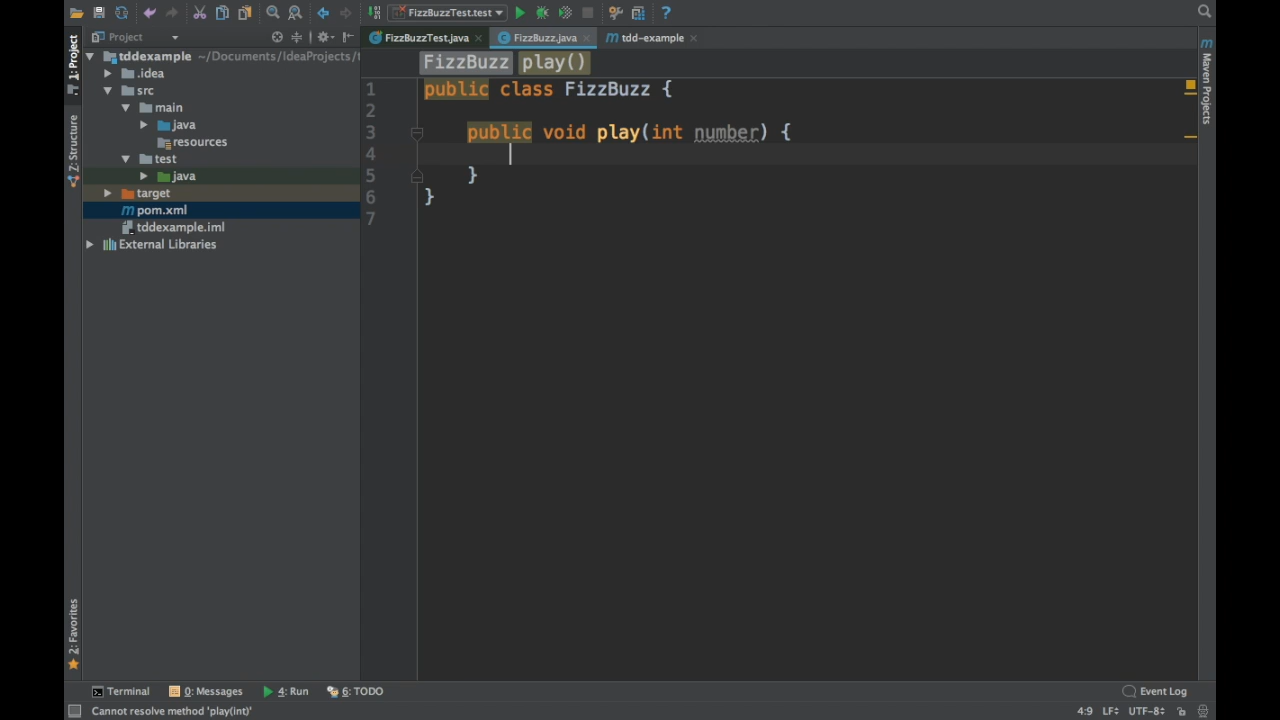 FizzBuzzTest.test
Project
FizzBuzzTest.java
FizzBuzz.java
tdd-example
1: Project
Z: Structure
2: Favorites
Maven Projects
tddexample ~/Documents/IdeaProjects/t
.idea
src
main
java
resources
test
java
target
pom.xml
tddexample.iml
External Libraries
FizzBuzz play()
1 public class FizzBuzz {
2
3 public void play(int number) {
4
5 }
6 }
7
Terminal 0: Messages 4: Run 6: TODO Event Log
Cannot resolve method 'play(int)' 4:9 LF UTF-8